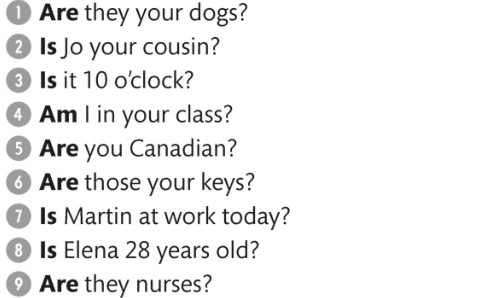 1 Are they your dogs?
2 Is Jo your cousin?
3 Is it 10 o'clock?
4 Am I in your class?
5 Are you Canadian?
6 Are those your keys?
7 Is Martin at work today?
8 Is Elena 28 years old?
9 Are they nurses?